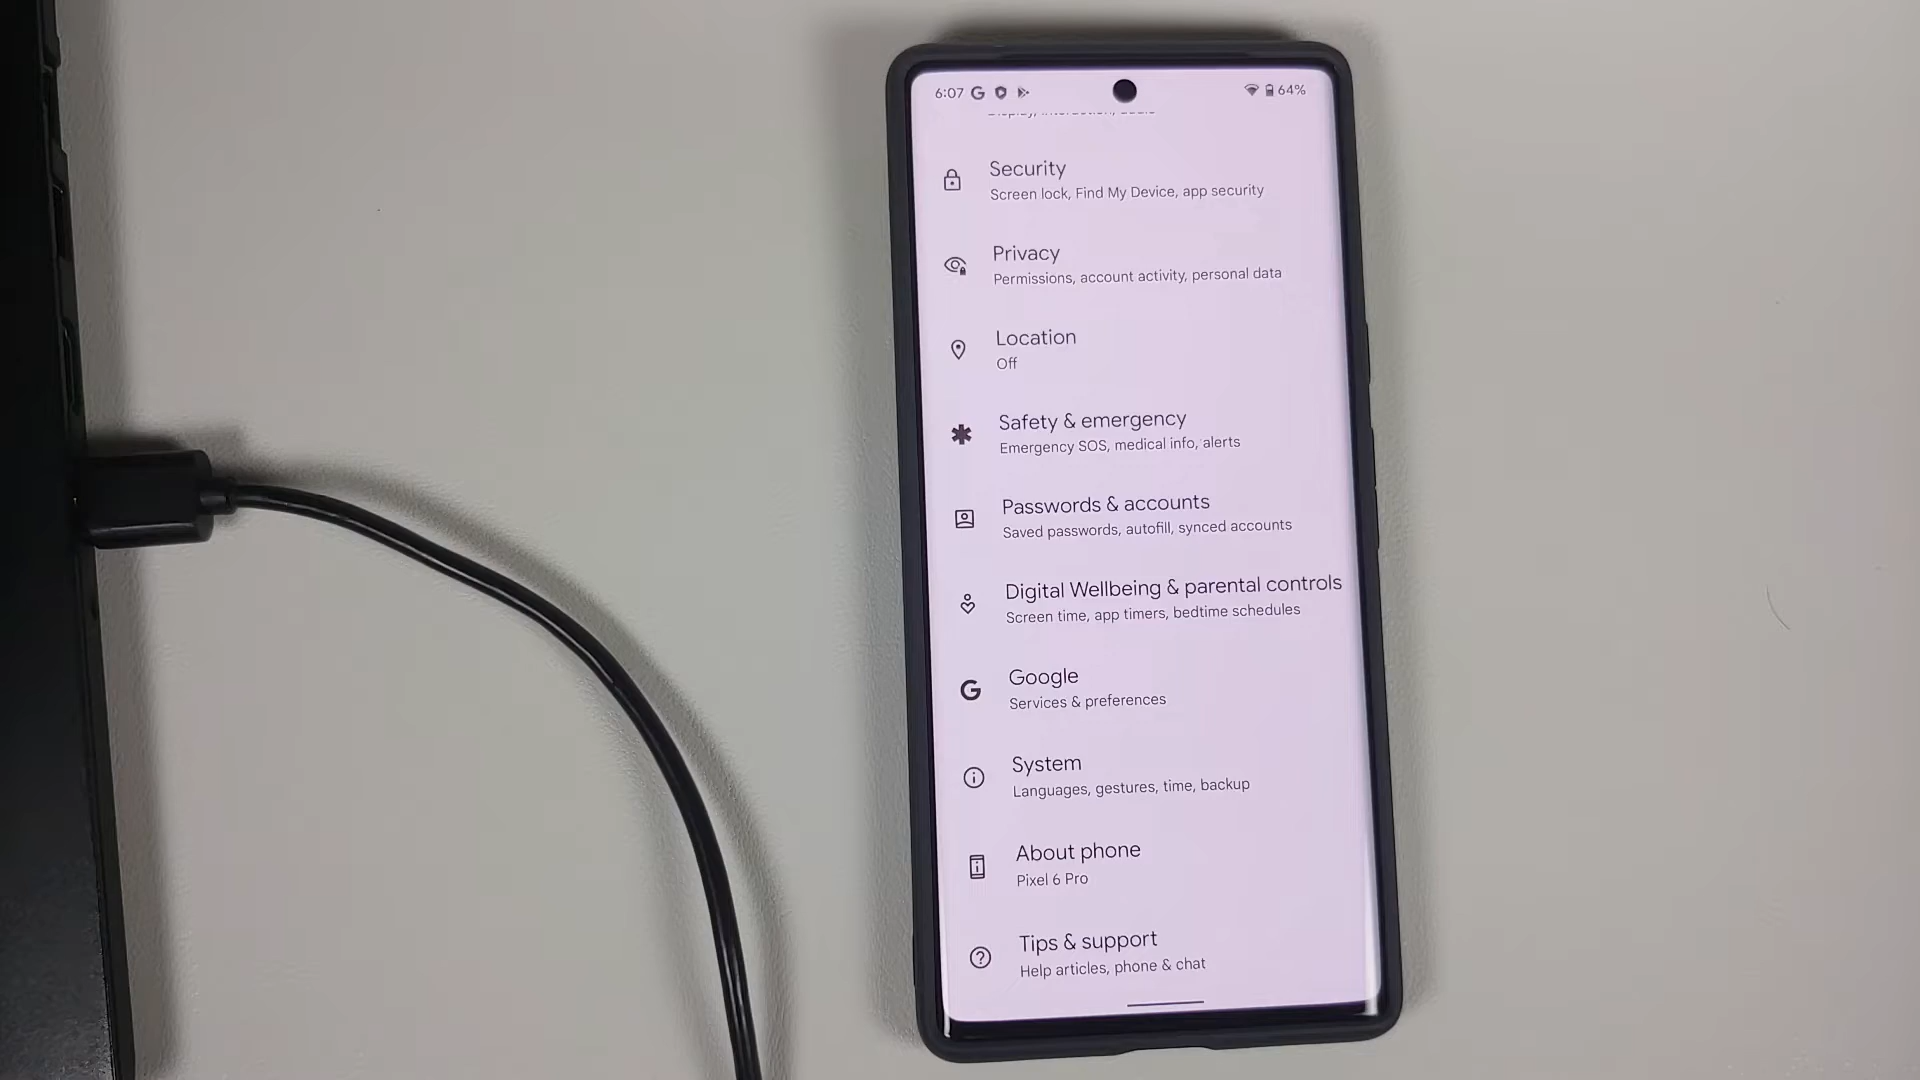 6:07
64%
Security
Screen lock, Find My Device, app security
Privacy
Permissions, account activity, personal data
Location
Off
Safety & emergency
Emergency SOS, medical info, alerts
Passwords & accounts
Saved passwords, autofill, synced accounts
Digital Wellbeing & parental controls
Screen time, app timers, bedtime schedules
Google
Services & preferences
System
Languages, gestures, time, backup
About phone
Pixel 6 Pro
Tips & support
Help articles, phone & chat